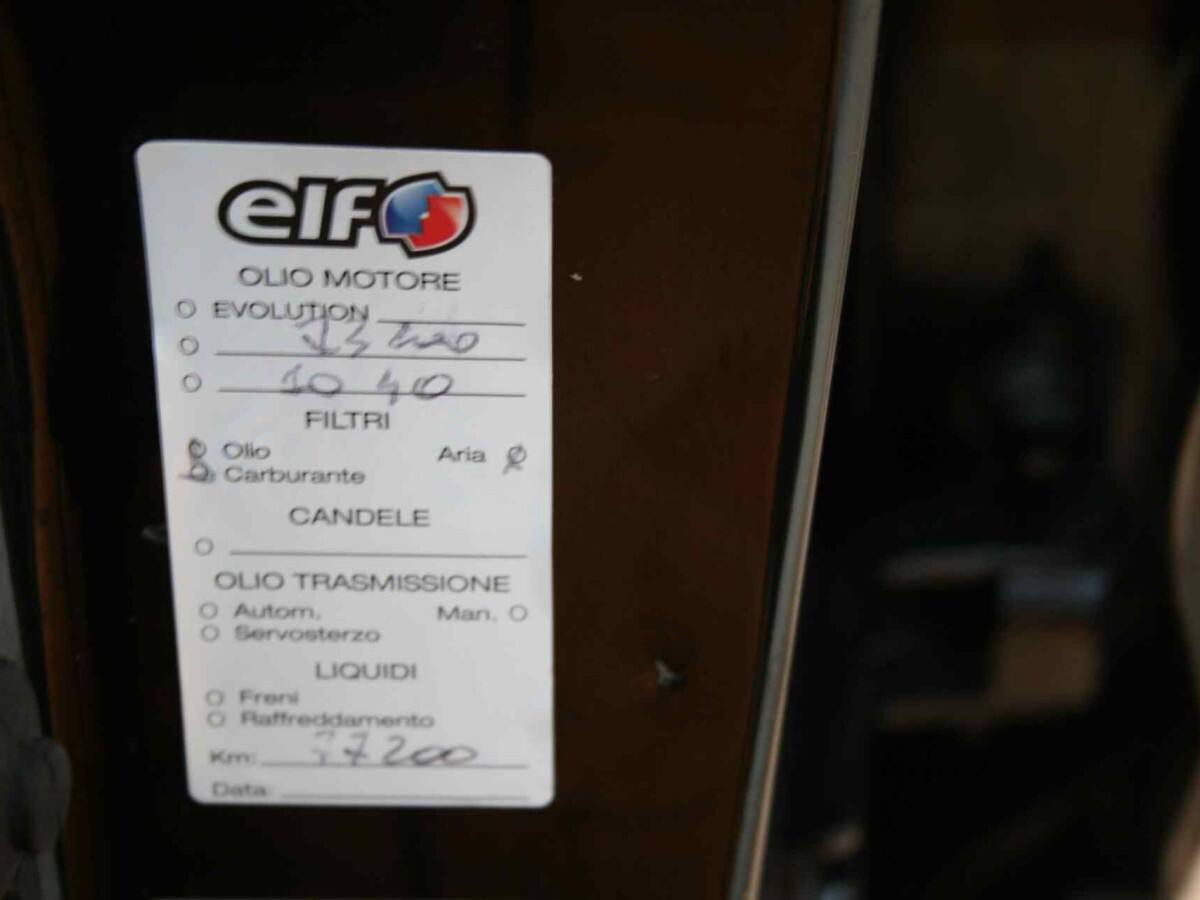 elf
OLIO MOTORE
EVOLUTION
10 40
FILTRI
Olio Aria
Carburante
CANDELE
OLIO TRASMISSIONE
Autom. Man.
Servosterzo
LIQUIDI
Freni
Raffreddamento
Km: 77200
Data: